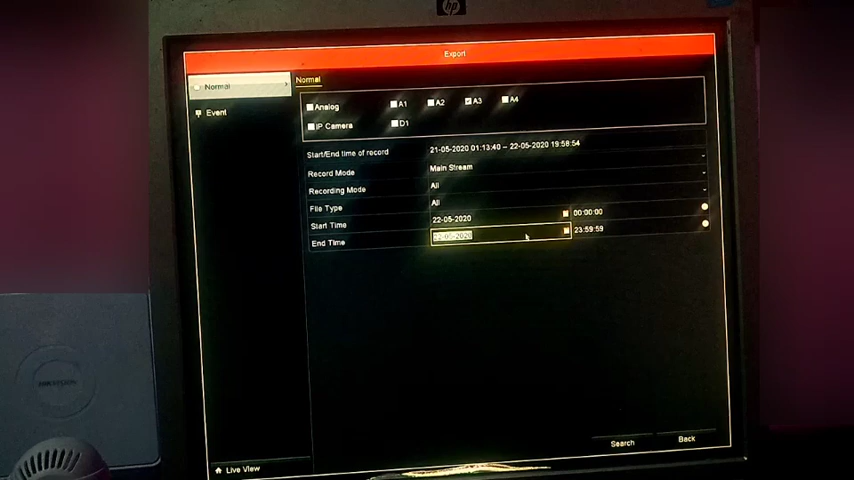 hp
Export
Normal
Normal
Event
Analog A1 A2 A3 A4
IP Camera D1
Start/End time of record 21-05-2020 01:13:40 -- 22-05-2020 19:58:54
Record Mode Main Stream
Recording Mode All
File Type All
Start Time 22-05-2020 00:00:00
End Time 22-05-2020 23:59:59
Search Back
Live View
HIKVISION